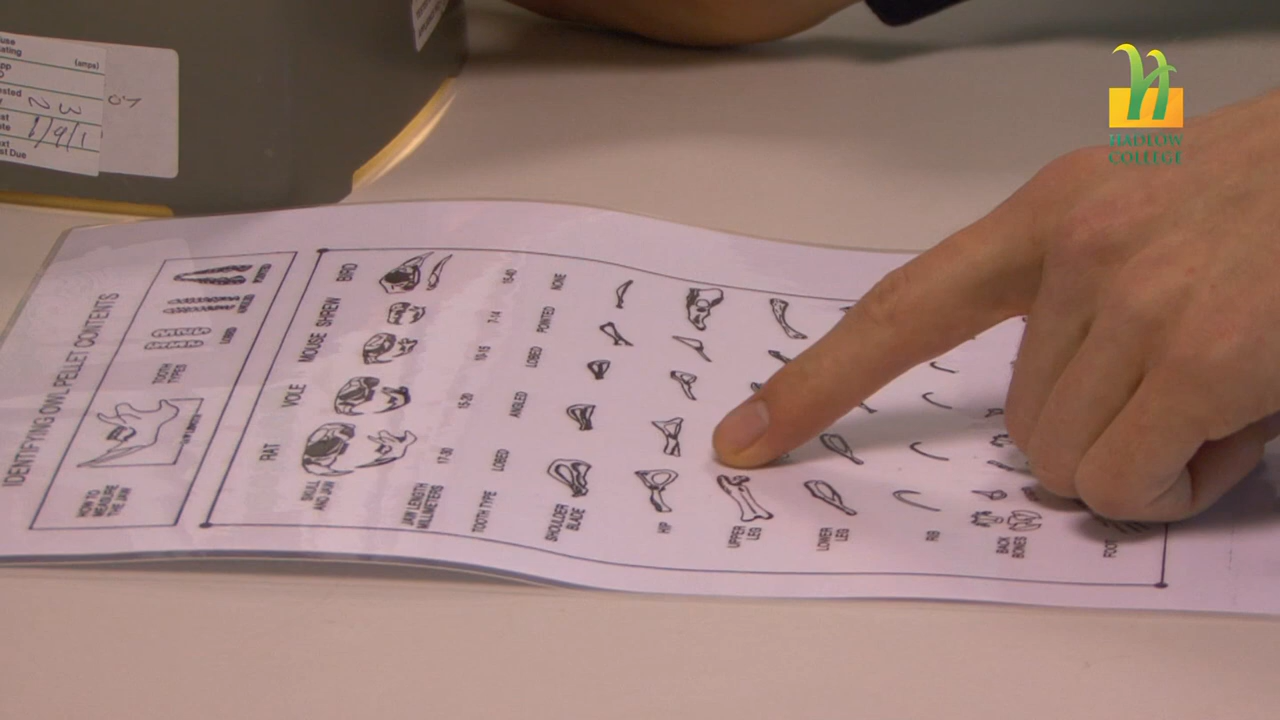 HADLOW
COLLEGE
(amps)
IDENTIFYING OWL PELLET CONTENTS
HOW TO
MEASURE
THE JAW
TOOTH
TYPES
LOBED
ANGLED
POINTED
RAT
VOLE
MOUSE
SHREW
BIRD
SKULL
AND JAW
JAW LENGTH
MILLIMETERS
17-30
15-20
10-15
7-14
15-40
TOOTH TYPE
LOBED
ANGLED
LOBED
POINTED
NONE
SHOULDER
BLADE
HIP
UPPER
LEG
LOWER
LEG
RIB
BACK
BONES
FOOT